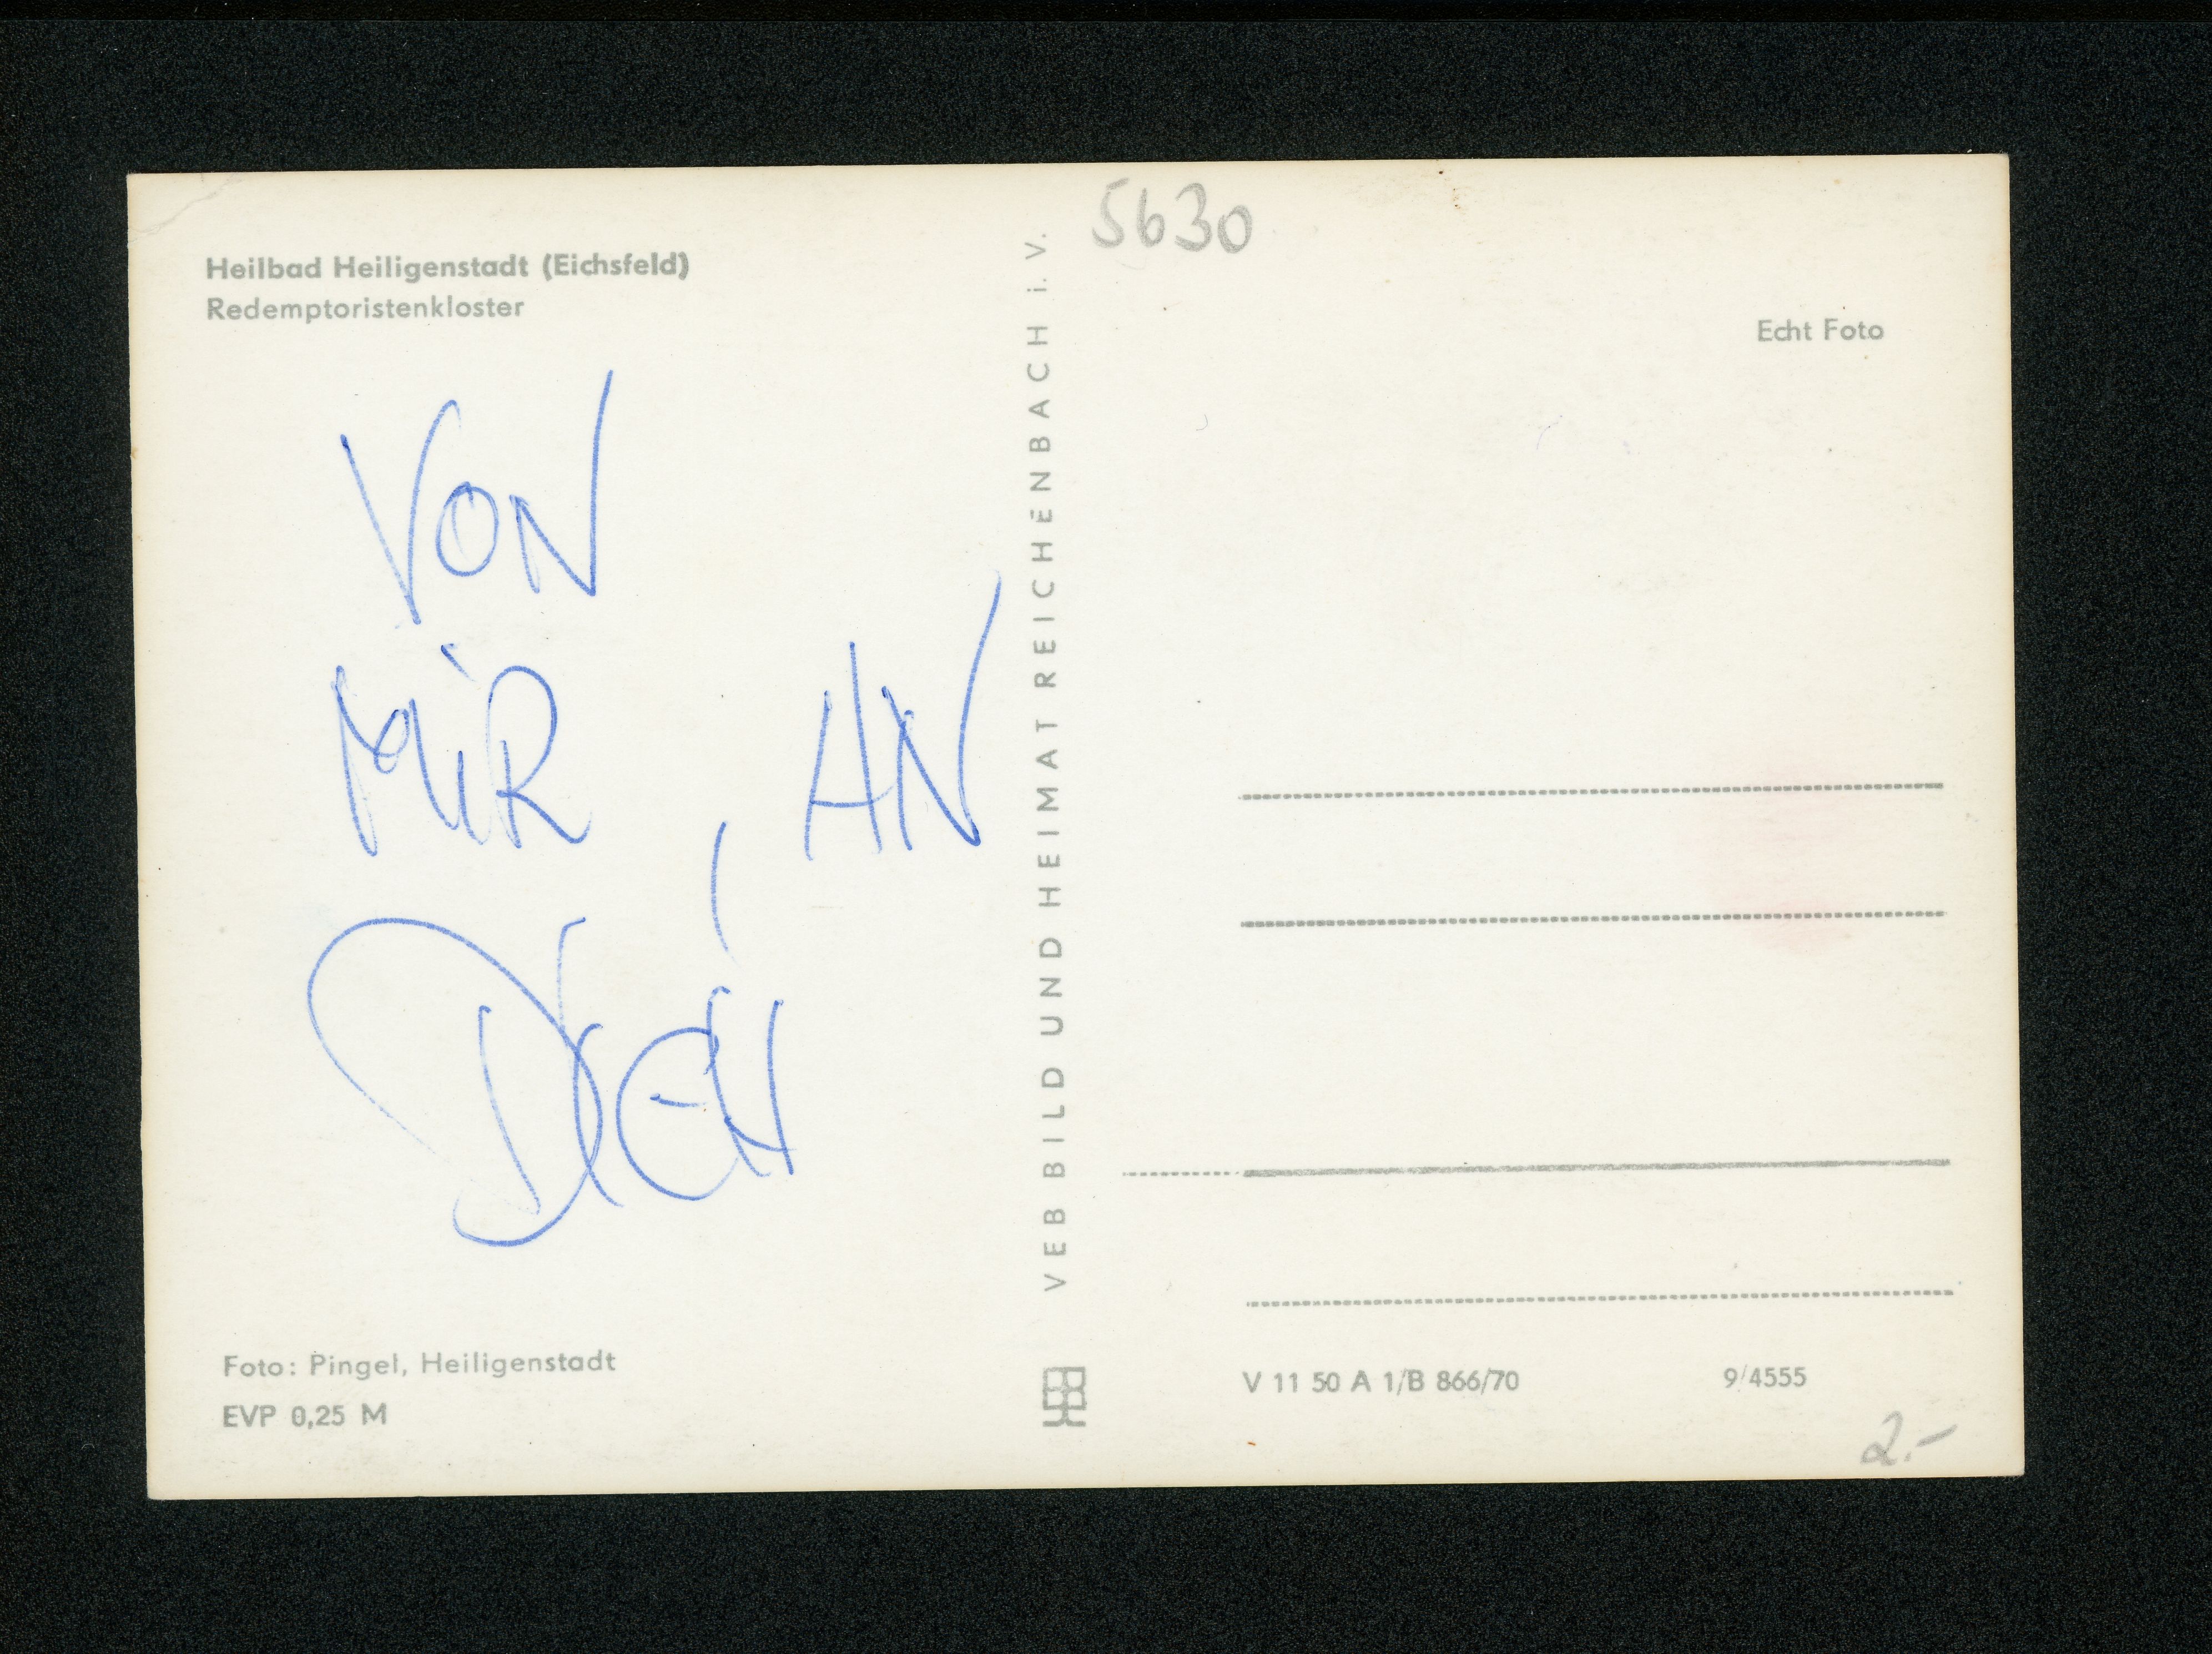 Heilbad Heiligenstadt (Eichsfeld)
Redemptoristenkloster
VON
MIR, AN
DICH
Foto: Pingel, Heiligenstadt
EVP 0,25 M
VEB BILD UND HEIMAT REICHENBACH i. V.
5630
Echt Foto
V 11 50 A 1/B 866/70 9/4555
2.-